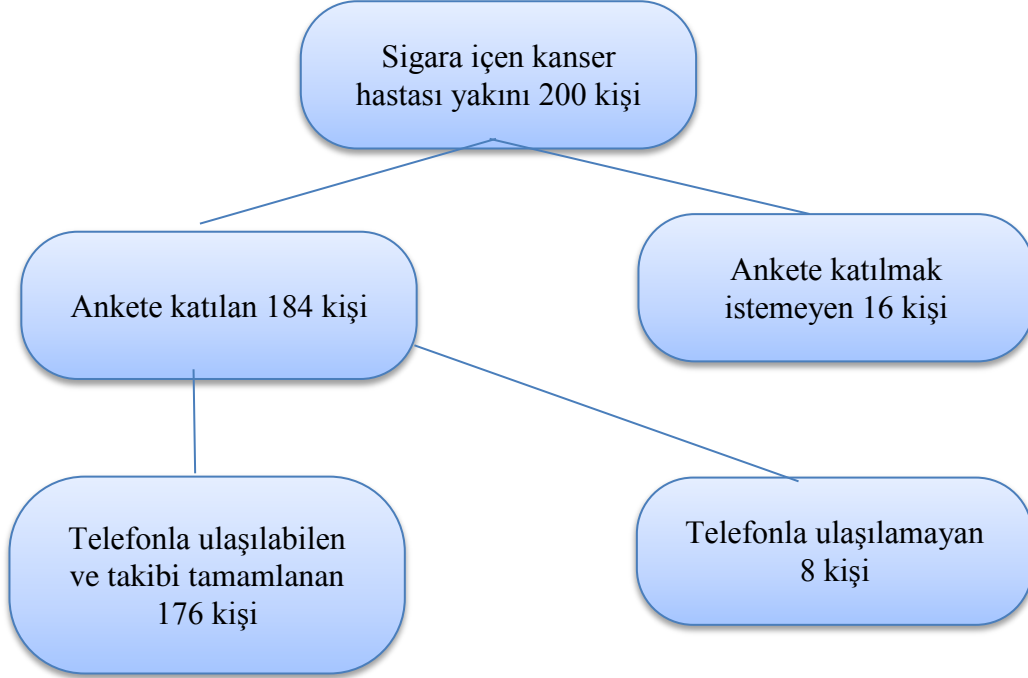 Sigara içen kanser
hastası yakını 200 kişi
Ankete katılan 184 kişi
Ankete katılmak
istemeyen 16 kişi
Telefonla ulaşılabilen
ve takibi tamamlanan
176 kişi
Telefonla ulaşılamayan
8 kişi